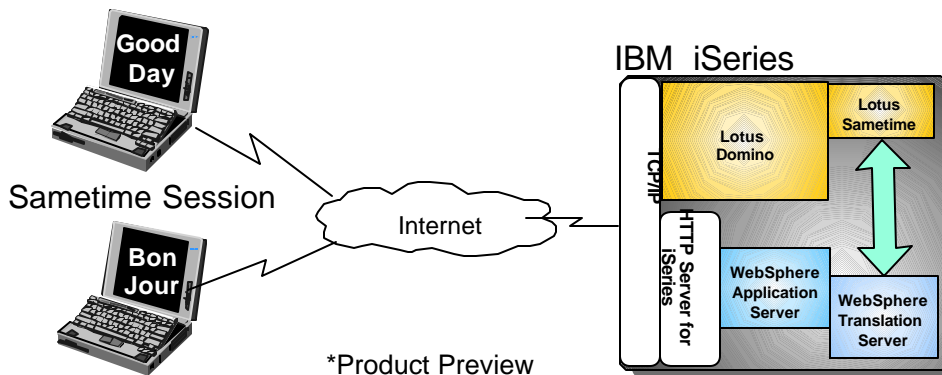 Good
Day
Sametime Session
Bon
Jour
Internet
*Product Preview
IBM iSeries
TCP/IP
Lotus
Domino
Lotus
Sametime
HTTP Server for
iSeries
WebSphere
Application
Server
WebSphere
Translation
Server